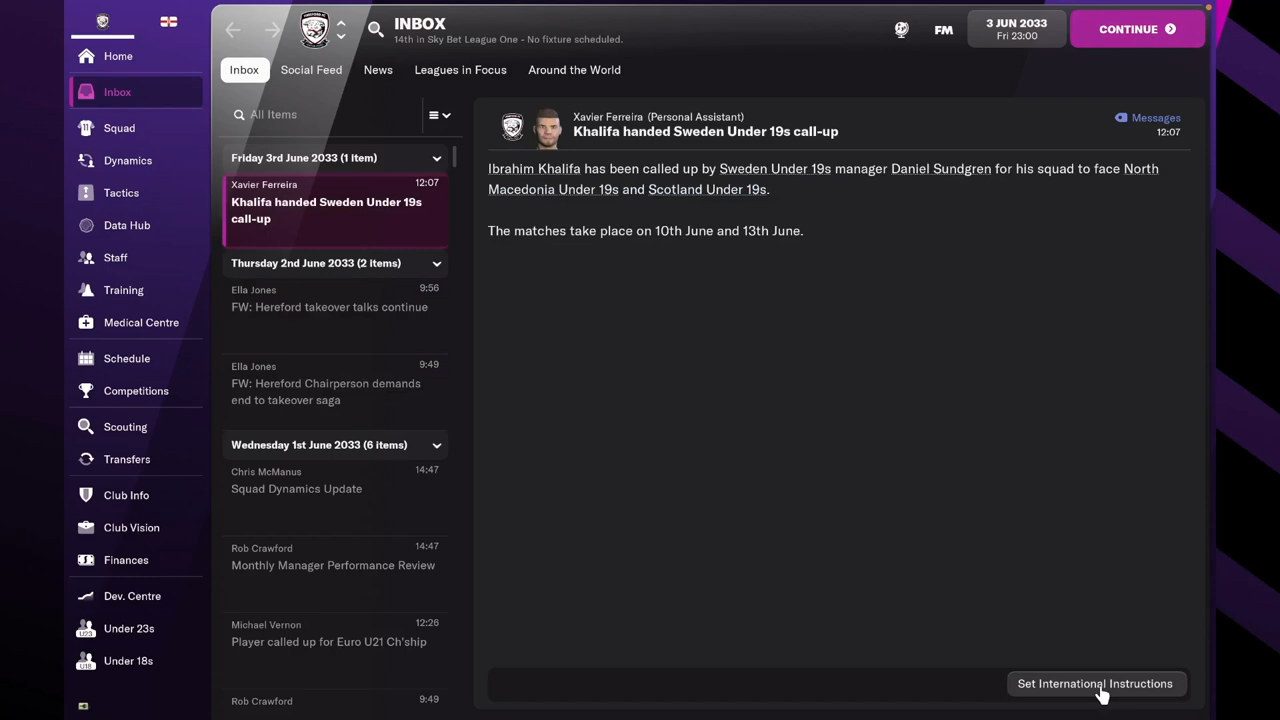 INBOX
14th in Sky Bet League One - No fixture scheduled.
FM
3 JUN 2033
Fri 23:00
CONTINUE
Home
Inbox
Squad
Dynamics
Tactics
Data Hub
Staff
Training
Medical Centre
Schedule
Competitions
Scouting
Transfers
Club Info
Club Vision
Finances
Dev. Centre
U23
Under 23s
U18
Under 18s
Inbox
Social Feed
News
Leagues in Focus
Around the World
All Items
Friday 3rd June 2033 (1 item)
Xavier Ferreira
12:07
Khalifa handed Sweden Under 19s
call-up
Thursday 2nd June 2033 (2 items)
Ella Jones
9:56
FW: Hereford takeover talks continue
Ella Jones
9:49
FW: Hereford Chairperson demands
end to takeover saga
Wednesday 1st June 2033 (6 items)
Chris McManus
14:47
Squad Dynamics Update
Rob Crawford
14:47
Monthly Manager Performance Review
Michael Vernon
12:26
Player called up for Euro U21 Ch'ship
Rob Crawford
9:49
Xavier Ferreira (Personal Assistant)
Khalifa handed Sweden Under 19s call-up
Messages
12:07
Ibrahim Khalifa has been called up by Sweden Under 19s manager Daniel Sundgren for his squad to face North
Macedonia Under 19s and Scotland Under 19s.
The matches take place on 10th June and 13th June.
Set International Instructions